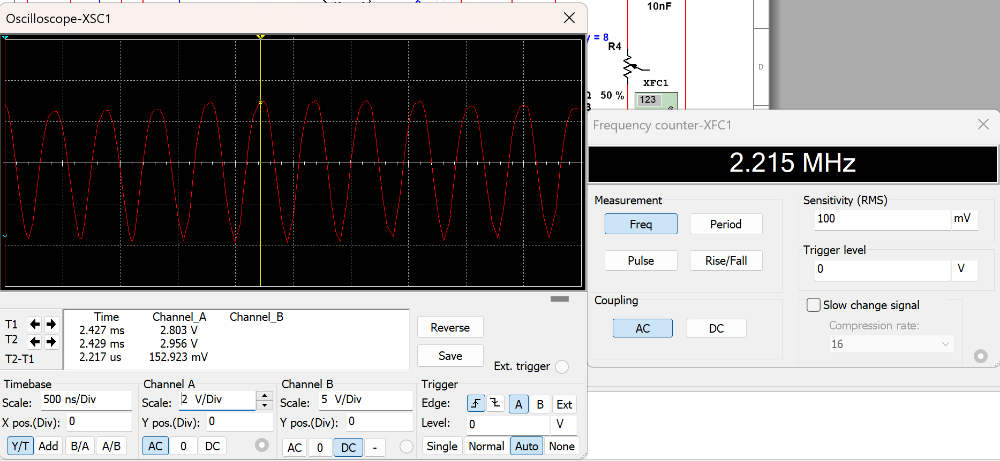 10nF
Oscilloscope-XSC1
= 8
R4
D
XFC1
50 %
123
Frequency counter-XFC1
2.215 MHz
Measurement
Sensitivity (RMS)
Freq
Period
100
mV
Trigger level
Pulse
Rise/Fall
0
V
Coupling
Slow change signal
AC
DC
Compression rate:
16
Time Channel_A Channel_B
T1
2.427 ms 2.803 V
T2
2.429 ms 2.956 V
T2-T1
2.217 us 152.923 mV
Reverse
Save
Ext. trigger
Timebase
Scale: 500 ns/Div
X pos.(Div): 0
Y/T Add B/A A/B
Channel A
Scale: 2 V/Div
Y pos.(Div): 0
AC 0 DC
Channel B
Scale: 5 V/Div
Y pos.(Div): 0
AC 0 DC -
Trigger
Edge: A B Ext
Level: 0 V
Single Normal Auto None